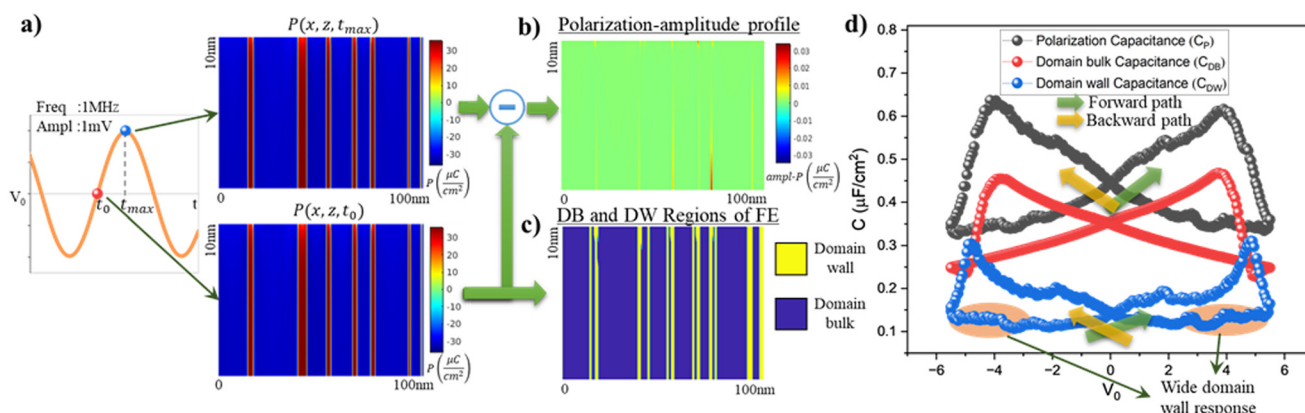 a)
Freq :1MHz
Ampl :1mV
V0
t0
tmax
t
P(x, z, tmax)
10nm
0
100nm
30
20
10
0
-10
-20
-30
P (μC/cm²)
P(x, z, t0)
10nm
0
100nm
30
20
10
0
-10
-20
-30
P (μC/cm²)
b)
Polarization-amplitude profile
10nm
0
100nm
0.03
0.02
0.01
0
-0.01
-0.02
-0.03
ampl-P (μC/cm²)
c)
DB and DW Regions of FE
10nm
0
100nm
Domain
wall
Domain
bulk
d)
Polarization Capacitance (CP)
Domain bulk Capacitance (CDB)
Domain wall Capacitance (CDW)
Forward path
Backward path
C (μF/cm²)
0.8
0.7
0.6
0.5
0.4
0.3
0.2
0.1
−6
−4
−2
0
2
4
6
V0
Wide domain
wall response